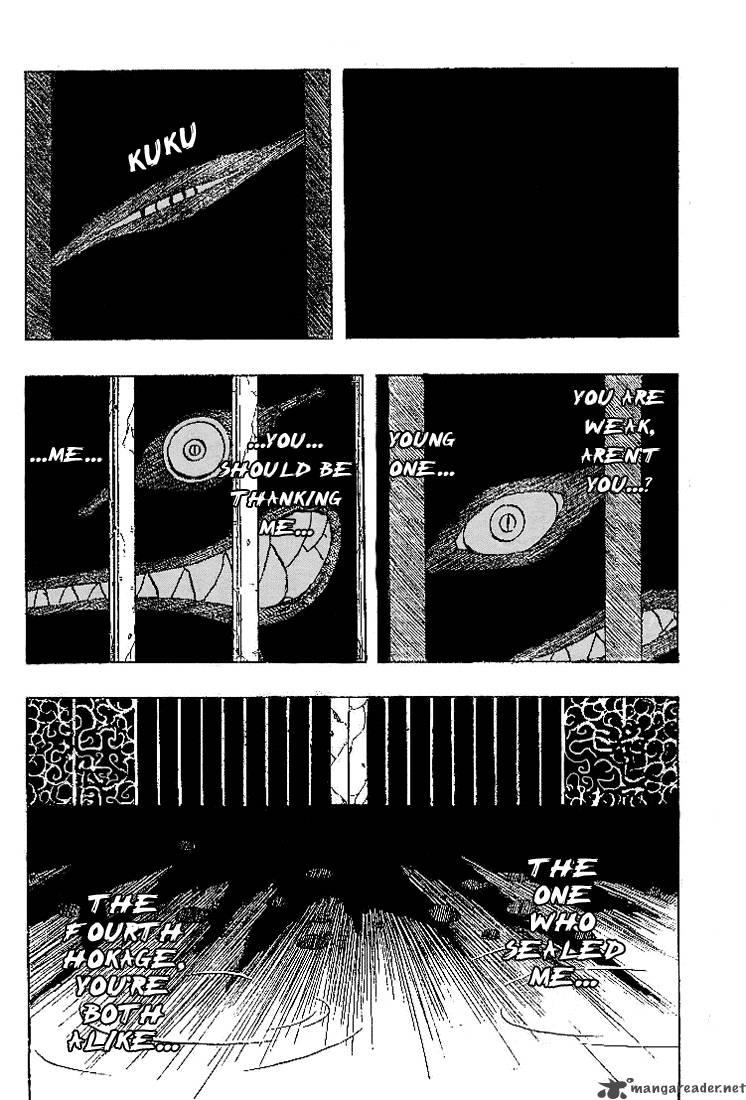 KUKU
YOU ARE
WEAK,
AREN'T
YOU...?
YOUNG
ONE...
...YOU...
SHOULD BE
THANKING
ME...
...ME...
THE
ONE
WHO
SEALED
ME...
THE
FOURTH
HOKAGE,
YOU'RE
BOTH
ALIKE...
mangareader.net